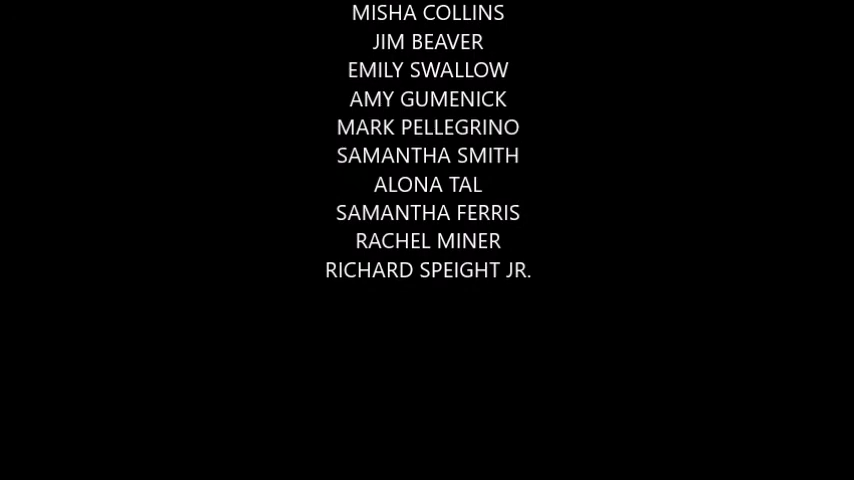 MISHA COLLINS
JIM BEAVER
EMILY SWALLOW
AMY GUMENICK
MARK PELLEGRINO
SAMANTHA SMITH
ALONA TAL
SAMANTHA FERRIS
RACHEL MINER
RICHARD SPEIGHT JR.